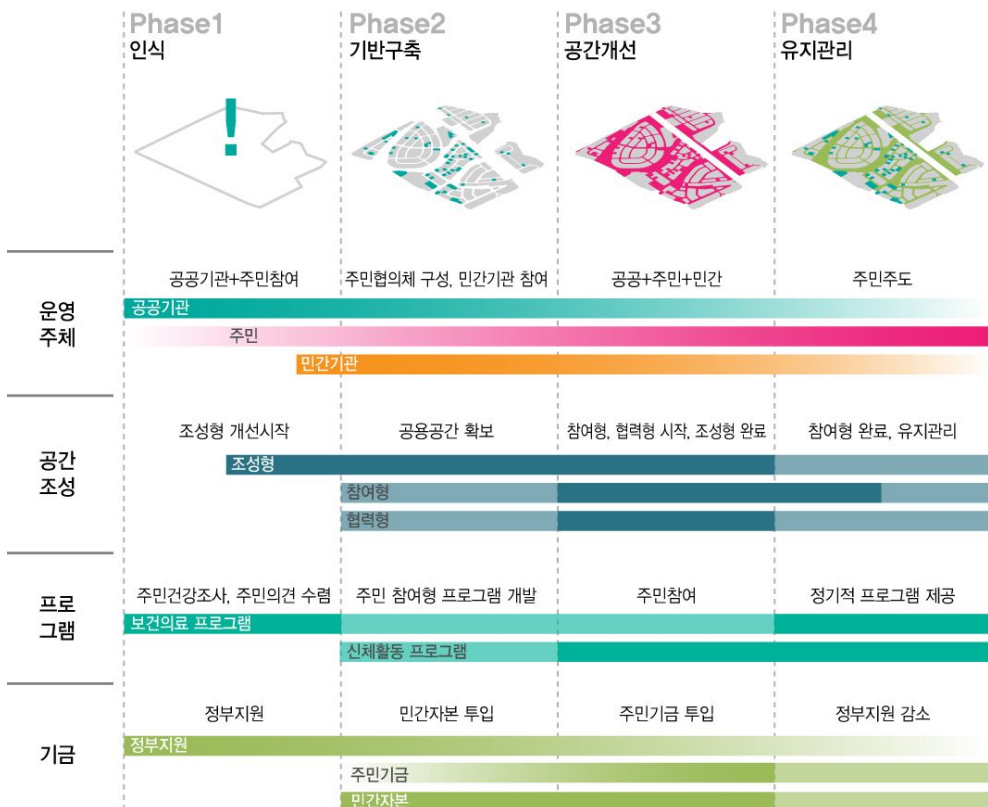 Phase1
인식
Phase2
기반구축
Phase3
공간개선
Phase4
유지관리
!
운영
주체
공공기관+주민참여
주민협의체 구성, 민간기관 참여
공공+주민+민간
주민주도
공공기관
주민
민간기관
공간
조성
조성형 개선시작
공용공간 확보
참여형, 협력형 시작, 조성형 완료
참여형 완료, 유지관리
조성형
참여형
협력형
프로
그램
주민건강조사, 주민의견 수렴
주민 참여형 프로그램 개발
주민참여
정기적 프로그램 제공
보건의료 프로그램
신체활동 프로그램
기금
정부지원
민간자본 투입
주민기금 투입
정부지원 감소
정부지원
주민기금
민간자본